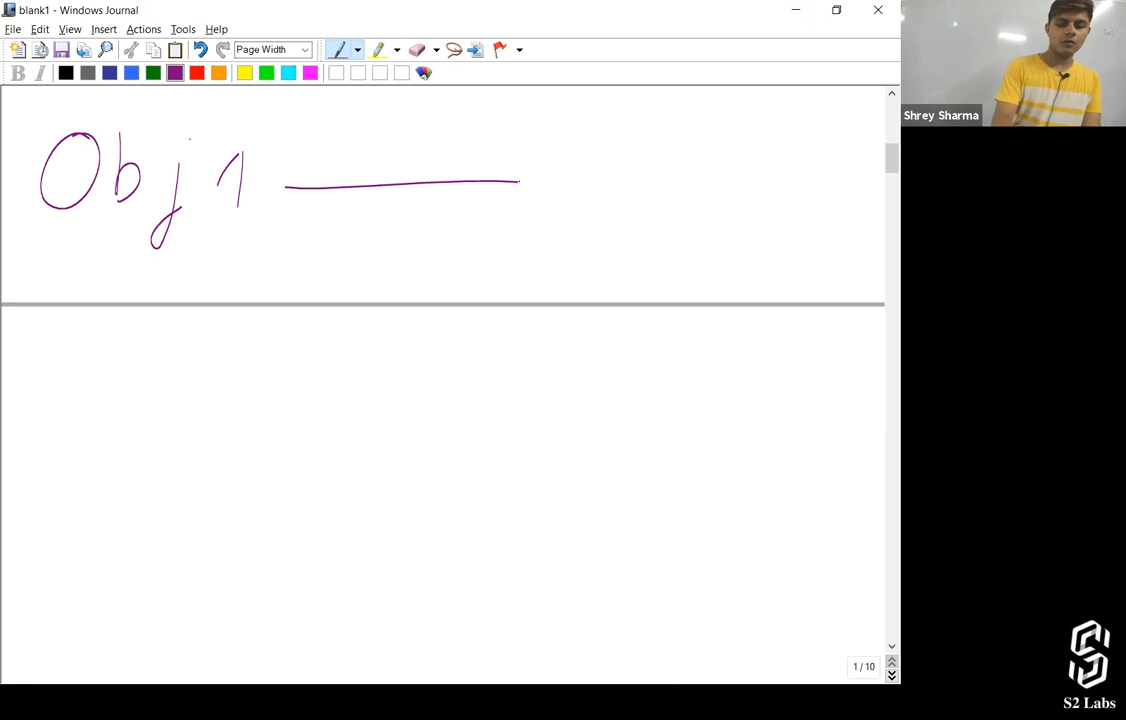 blank1 - Windows Journal
File Edit View Insert Actions Tools Help
Page Width
B I
Shrey Sharma
Obj 1
1 / 10
S2 Labs